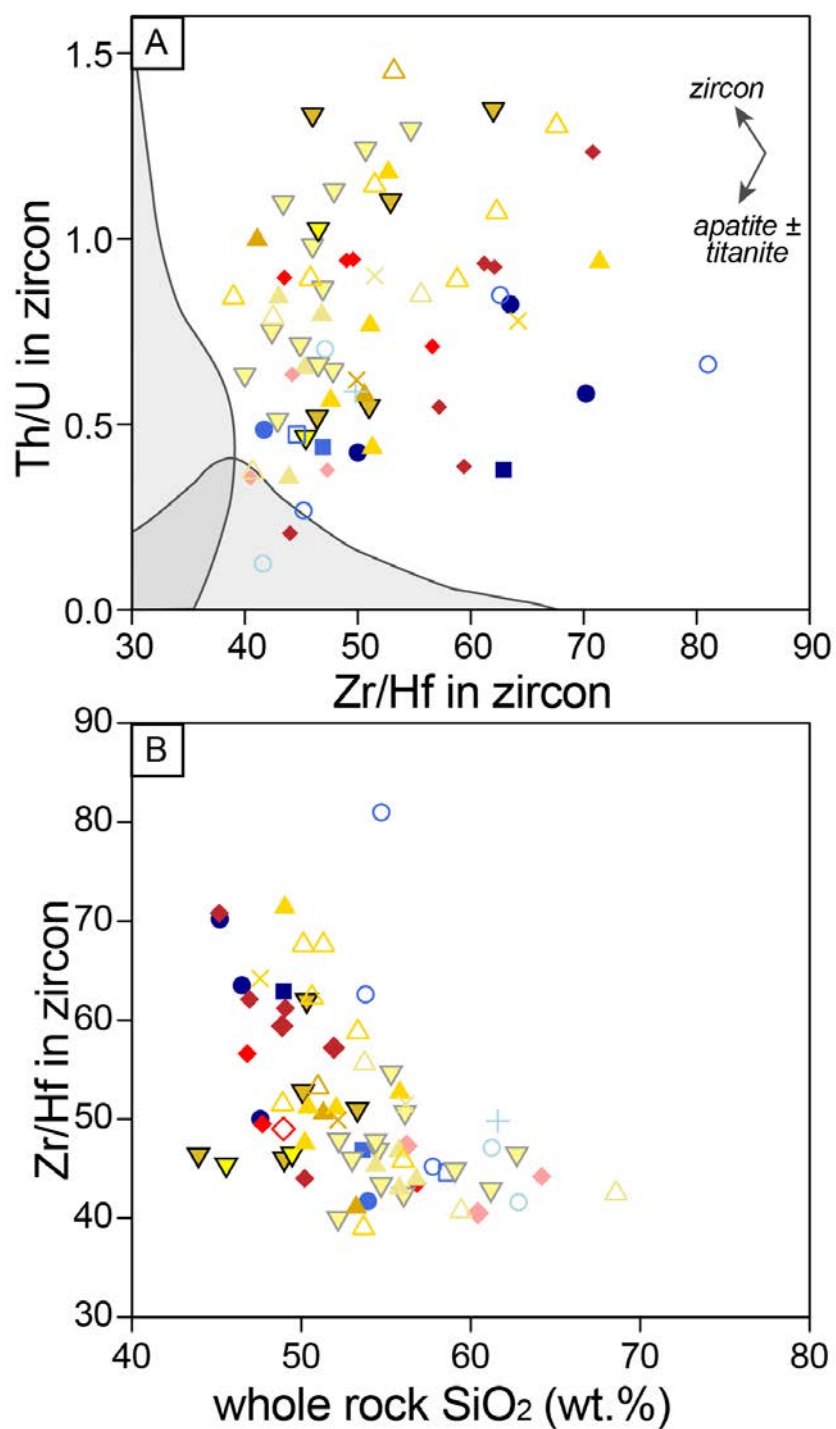 A
1.5
1.0
0.5
0.0
Th/U in zircon
zircon
apatite ±
titanite
30 40 50 60 70 80 90
Zr/Hf in zircon
B
90
80
70
60
50
40
30
Zr/Hf in zircon
40 50 60 70 80
whole rock SiO₂ (wt.%)